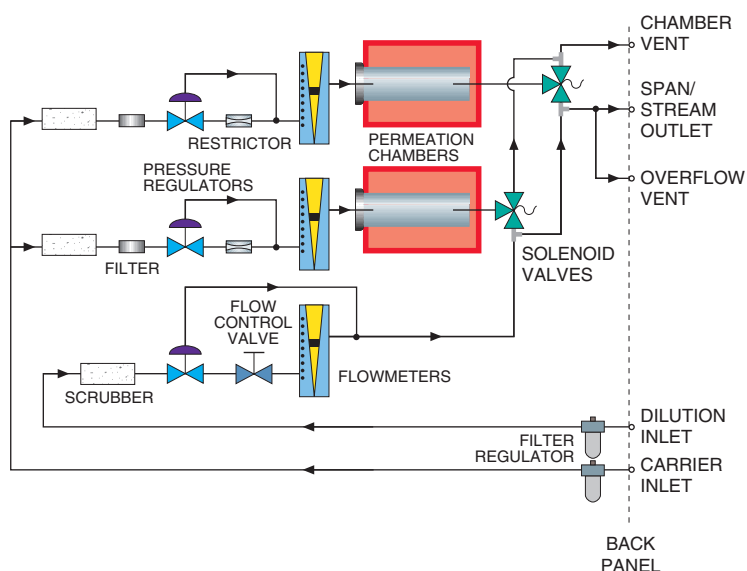 CHAMBER
VENT
SPAN/
STREAM
OUTLET
RESTRICTOR
PERMEATION
CHAMBERS
PRESSURE
REGULATORS
OVERFLOW
VENT
FILTER
SOLENOID
VALVES
FLOW
CONTROL
VALVE
SCRUBBER
FLOWMETERS
DILUTION
INLET
FILTER
REGULATOR
CARRIER
INLET
BACK
PANEL